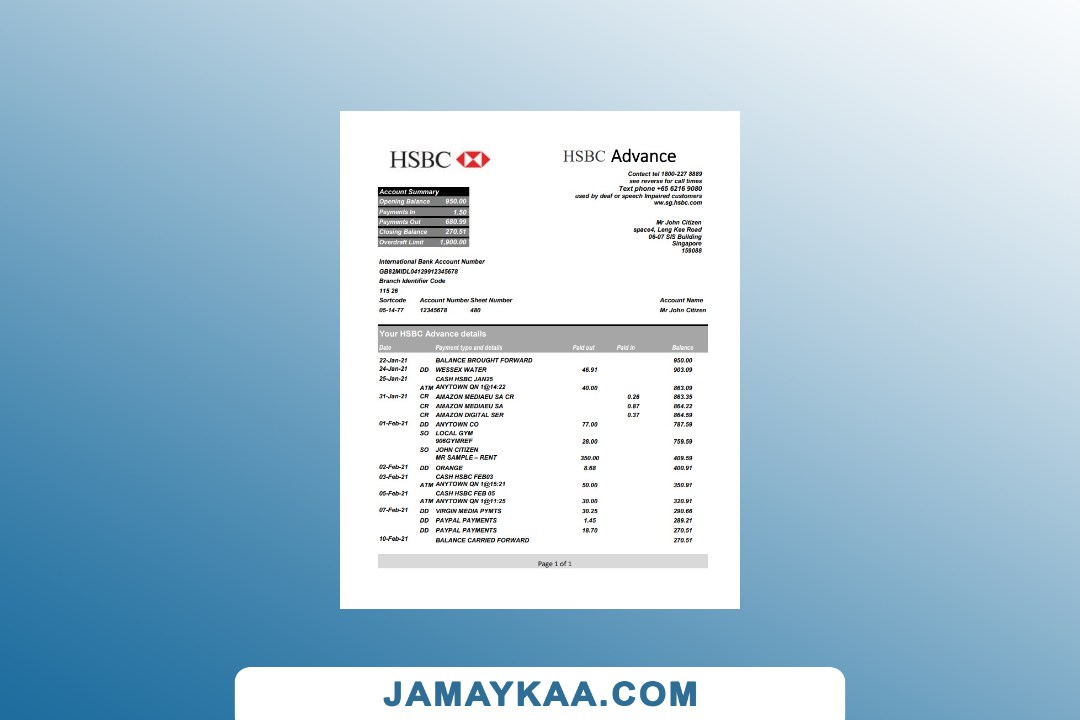 HSBC
HSBC Advance
Contact tel 1800-227 8889
see reverse for call times
Text phone +65 6216 9080
used by deaf or speech Impaired customers
ww.sg.hsbc.com
Account Summary
Opening Balance 950.00
Payments In 1.50
Payments Out 680.99
Closing Balance 270.51
Overdraft Limit 1,900.00
Mr John Citizen
space4, Leng Kee Road
06-07 SIS Building
Singapore
159088
International Bank Account Number
GB82MIDL04129912345678
Branch Identifier Code
115 26
Sortcode Account Number Sheet Number Account Name
05-14-77 12345678 480 Mr John Citizen
Your HSBC Advance details
Date Payment type and details Paid out Paid in Balance
22-Jan-21 BALANCE BROUGHT FORWARD 950.00
24-Jan-21 DD WESSEX WATER 46.91 903.09
25-Jan-21 CASH HSBC JAN25
ATM ANYTOWN QN 1@14:22 40.00 863.09
31-Jan-21 CR AMAZON MEDIAEU SA CR 0.26 863.35
CR AMAZON MEDIAEU SA 0.87 864.22
CR AMAZON DIGITAL SER 0.37 864.59
01-Feb-21 DD ANYTOWN CO 77.00 787.59
SO LOCAL GYM
906GYMREF 28.00 759.59
SO JOHN CITIZEN
MR SAMPLE – RENT 350.00 409.59
02-Feb-21 DD ORANGE 8.68 400.91
03-Feb-21 CASH HSBC FEB03
ATM ANYTOWN QN 1@15:21 50.00 350.91
05-Feb-21 CASH HSBC FEB 05
ATM ANYTOWN QN 1@11:25 30.00 320.91
07-Feb-21 DD VIRGIN MEDIA PYMTS 30.25 290.66
DD PAYPAL PAYMENTS 1.45 289.21
DD PAYPAL PAYMENTS 18.70 270.51
10-Feb-21 BALANCE CARRIED FORWARD 270.51
Page 1 of 1
JAMAYKAA.COM